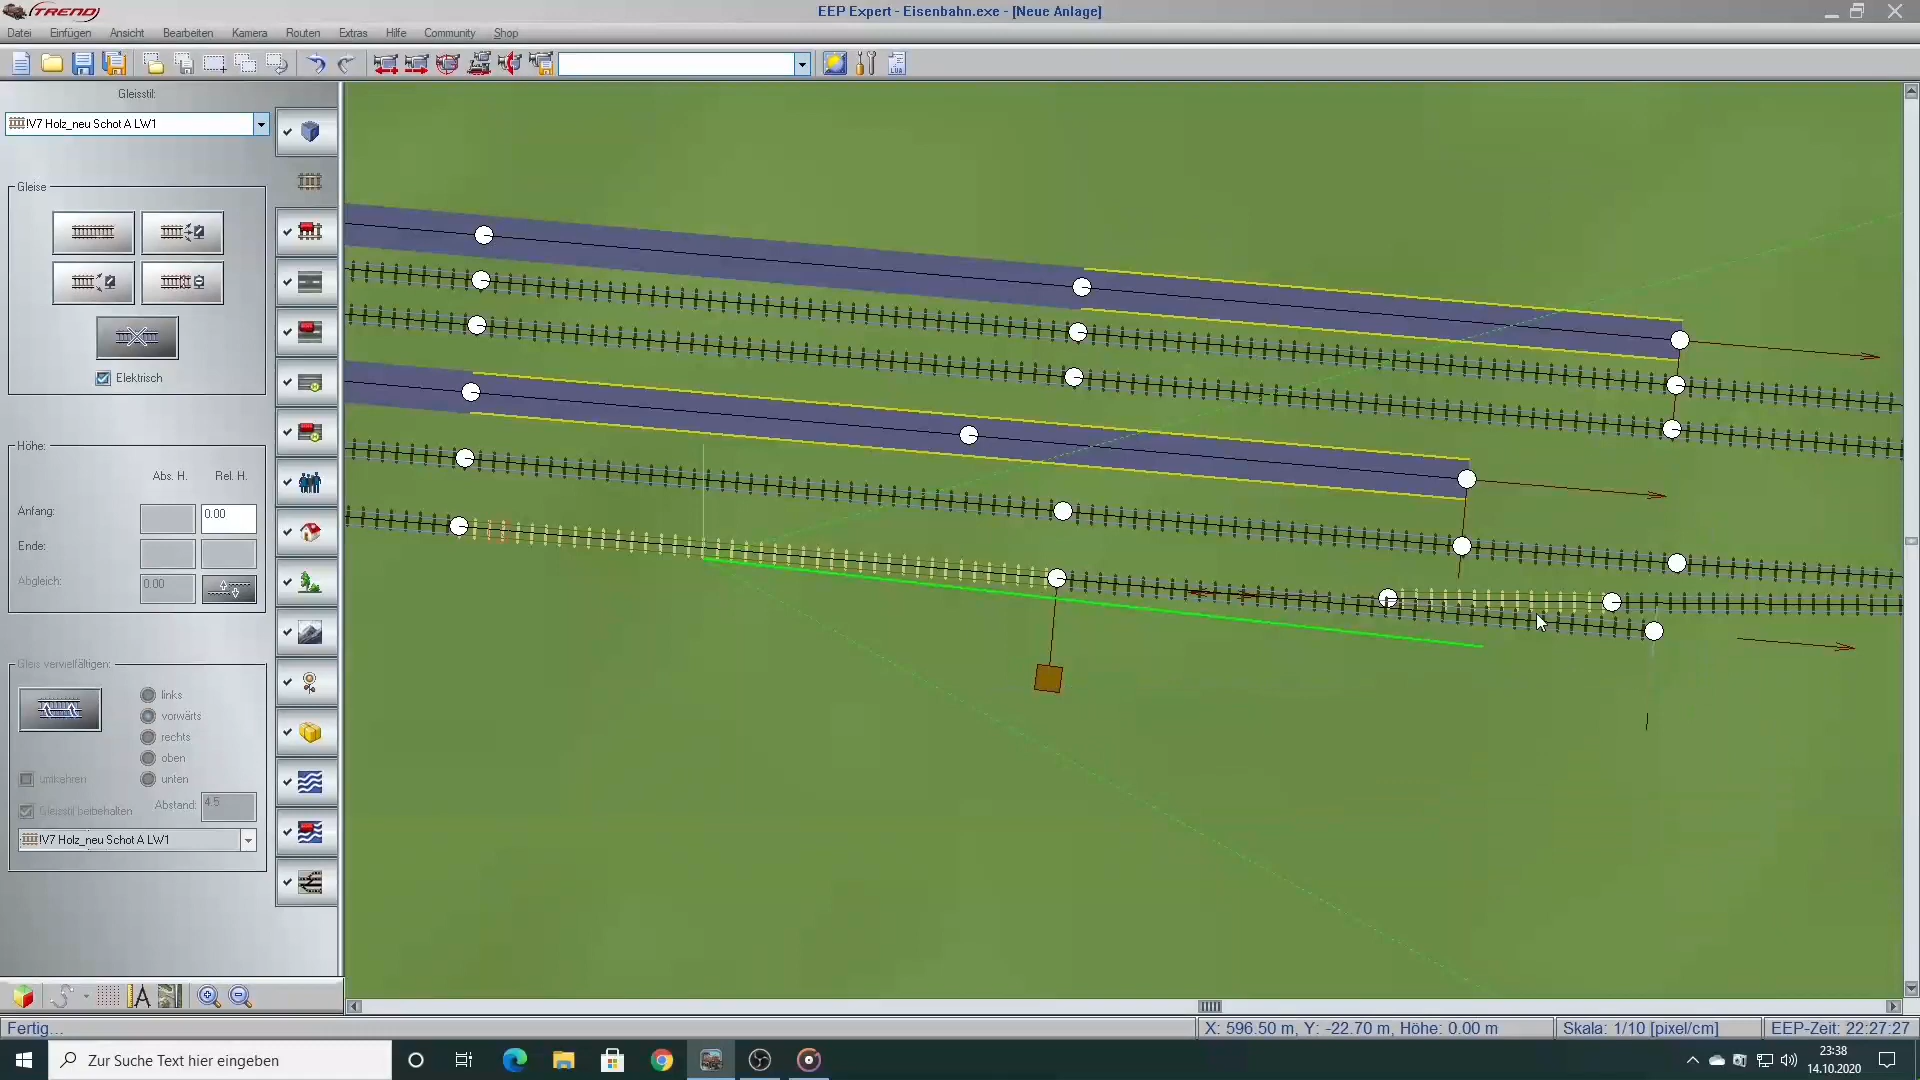 TREND
EEP Expert - Eisenbahn.exe - [Neue Anlage]
Datei Einfügen Ansicht Bearbeiten Kamera Routen Extras Hilfe Community Shop
LUA
Gleisstil:
!V7 Holz_neu Schot A LW1
Gleise
Elektrisch
Höhe:
Abs. H. Rel. H.
Anfang: 0.00
Ende:
Abgleich: 0.00
Gleis vervielfältigen:
links
vorwärts
rechts
oben
umkehren unten
Abstand: 4.5
Gleisstil beibehalten
!V7 Holz_neu Schot A LW1
Fertig...
X: 596.50 m, Y: -22.70 m, Höhe: 0.00 m
Skala: 1/10 [pixel/cm]
EEP-Zeit: 22:27:27
Zur Suche Text hier eingeben
23:38
14.10.2020